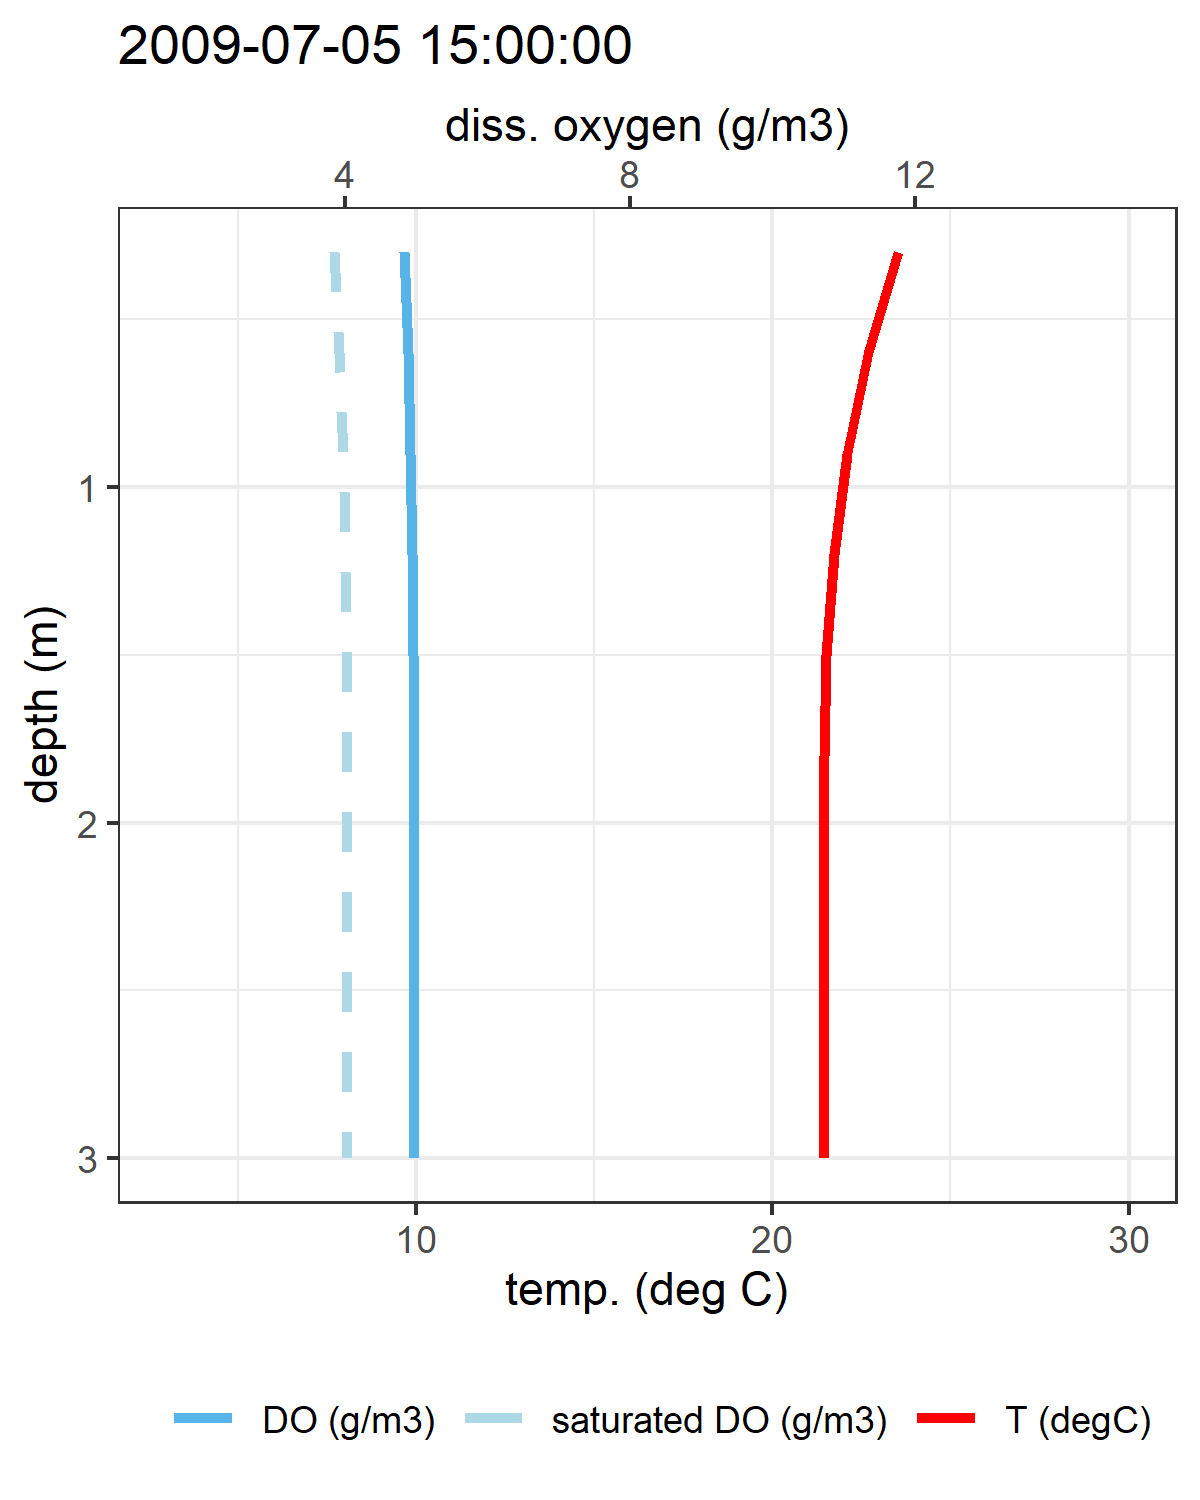 2009-07-05 15:00:00
diss. oxygen (g/m3)
4 8 12
1
2
3
depth (m)
10 20 30
temp. (deg C)
DO (g/m3) saturated DO (g/m3) T (degC)